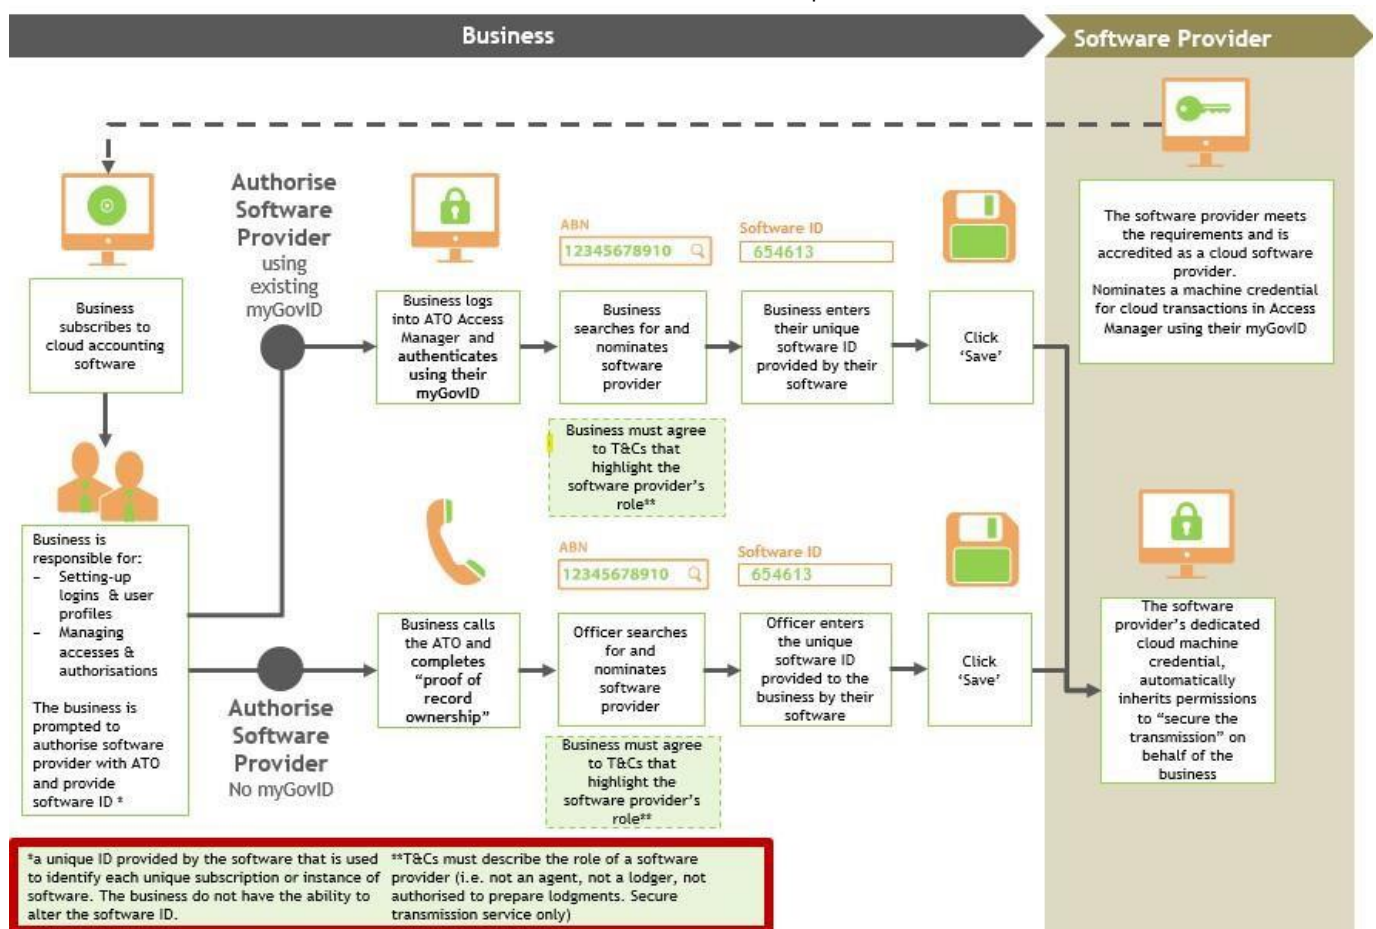 Business
Software Provider
Authorise
Software
Provider
using
existing
myGovID
ABN
12345678910
Software ID
654613
Business
subscribes to
cloud accounting
software
Business logs
into ATO Access
Manager and
authenticates
using their
myGovID
Business
searches for and
nominates
software
provider
Business enters
their unique
software ID
provided by their
software
Click
‘Save’
The software provider meets
the requirements and is
accredited as a cloud software
provider.
Nominates a machine credential
for cloud transactions in Access
Manager using their myGovID
Business must agree
to T&Cs that
highlight the
software provider’s
role**
Business is
responsible for:
– Setting-up
logins & user
profiles
– Managing
accesses &
authorisations
The business is
prompted to
authorise software
provider with ATO
and provide
software ID *
Authorise
Software
Provider
No myGovID
ABN
12345678910
Software ID
654613
Business calls
the ATO and
completes
“proof of
record
ownership”
Officer searches
for and
nominates
software
provider
Officer enters
the unique
software ID
provided to the
business by their
software
Click
‘Save’
The software
provider’s dedicated
cloud machine
credential,
automatically
inherits permissions
to “secure the
transmission” on
behalf of the
business
Business must agree
to T&Cs that
highlight the
software provider’s
role**
*a unique ID provided by the software that is used
to identify each unique subscription or instance of
software. The business do not have the ability to
alter the software ID.
**T&Cs must describe the role of a software
provider (i.e. not an agent, not a lodger, not
authorised to prepare lodgments. Secure
transmission service only)